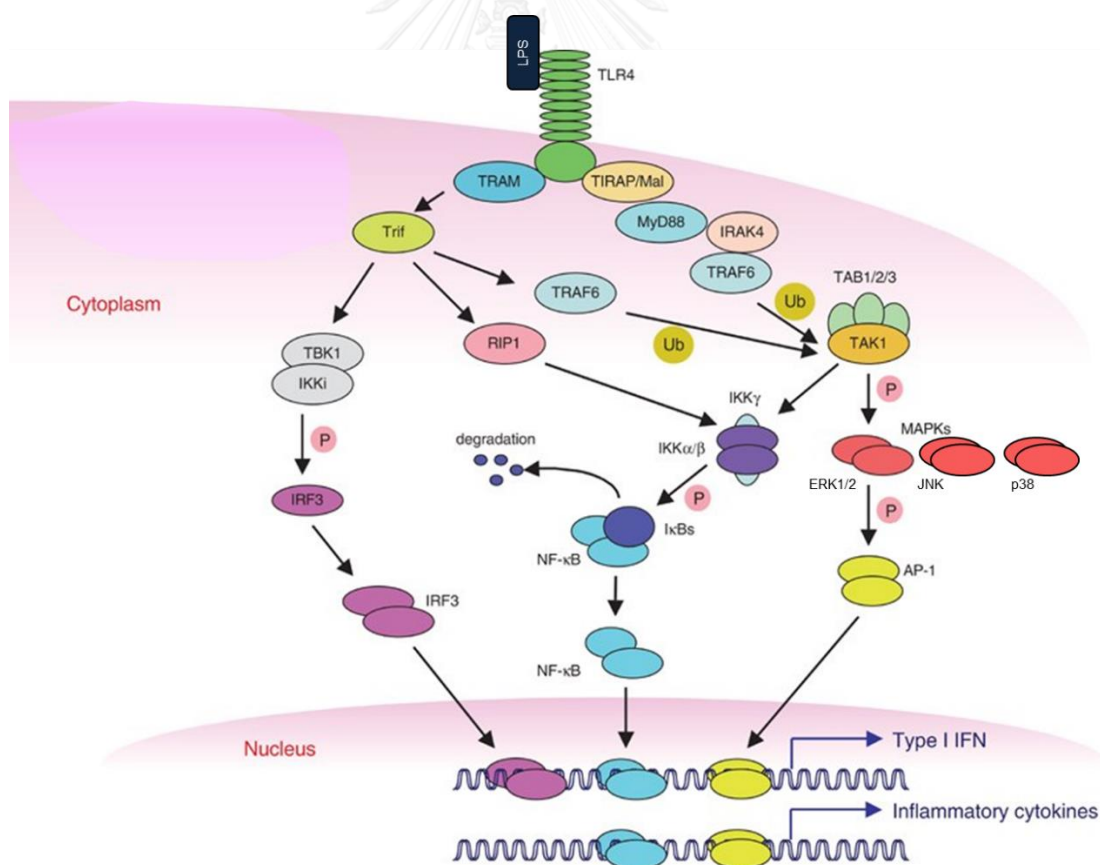 LPS
TLR4
TRAM
TIRAP/Mal
MyD88
IRAK4
Trif
TRAF6
TAB1/2/3
Cytoplasm
TRAF6
Ub
Ub
TBK1
RIP1
TAK1
IKKi
P
IKKγ
MAPKs
degradation
P
IKKα/β
ERK1/2
JNK
p38
IRF3
P
P
IκBs
NF-κB
AP-1
IRF3
NF-κB
Nucleus
Type I IFN
Inflammatory cytokines